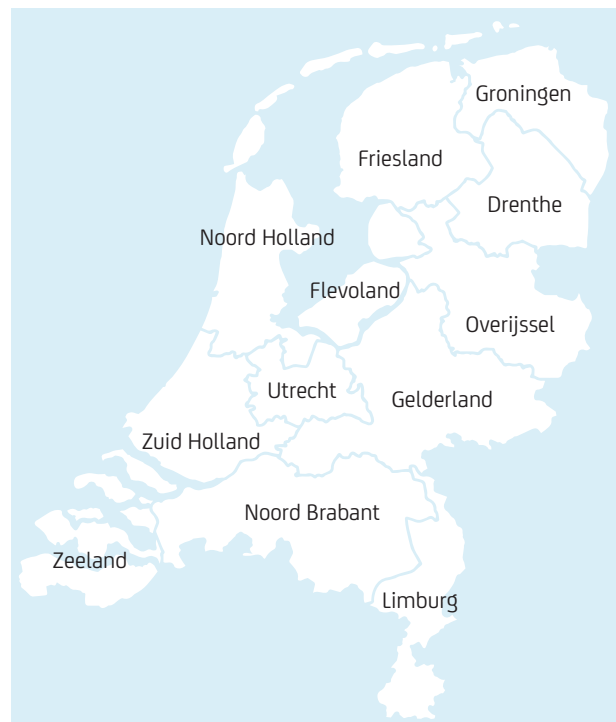 Groningen
Friesland
Drenthe
Noord Holland
Flevoland
Overijssel
Utrecht
Gelderland
Zuid Holland
Noord Brabant
Zeeland
Limburg